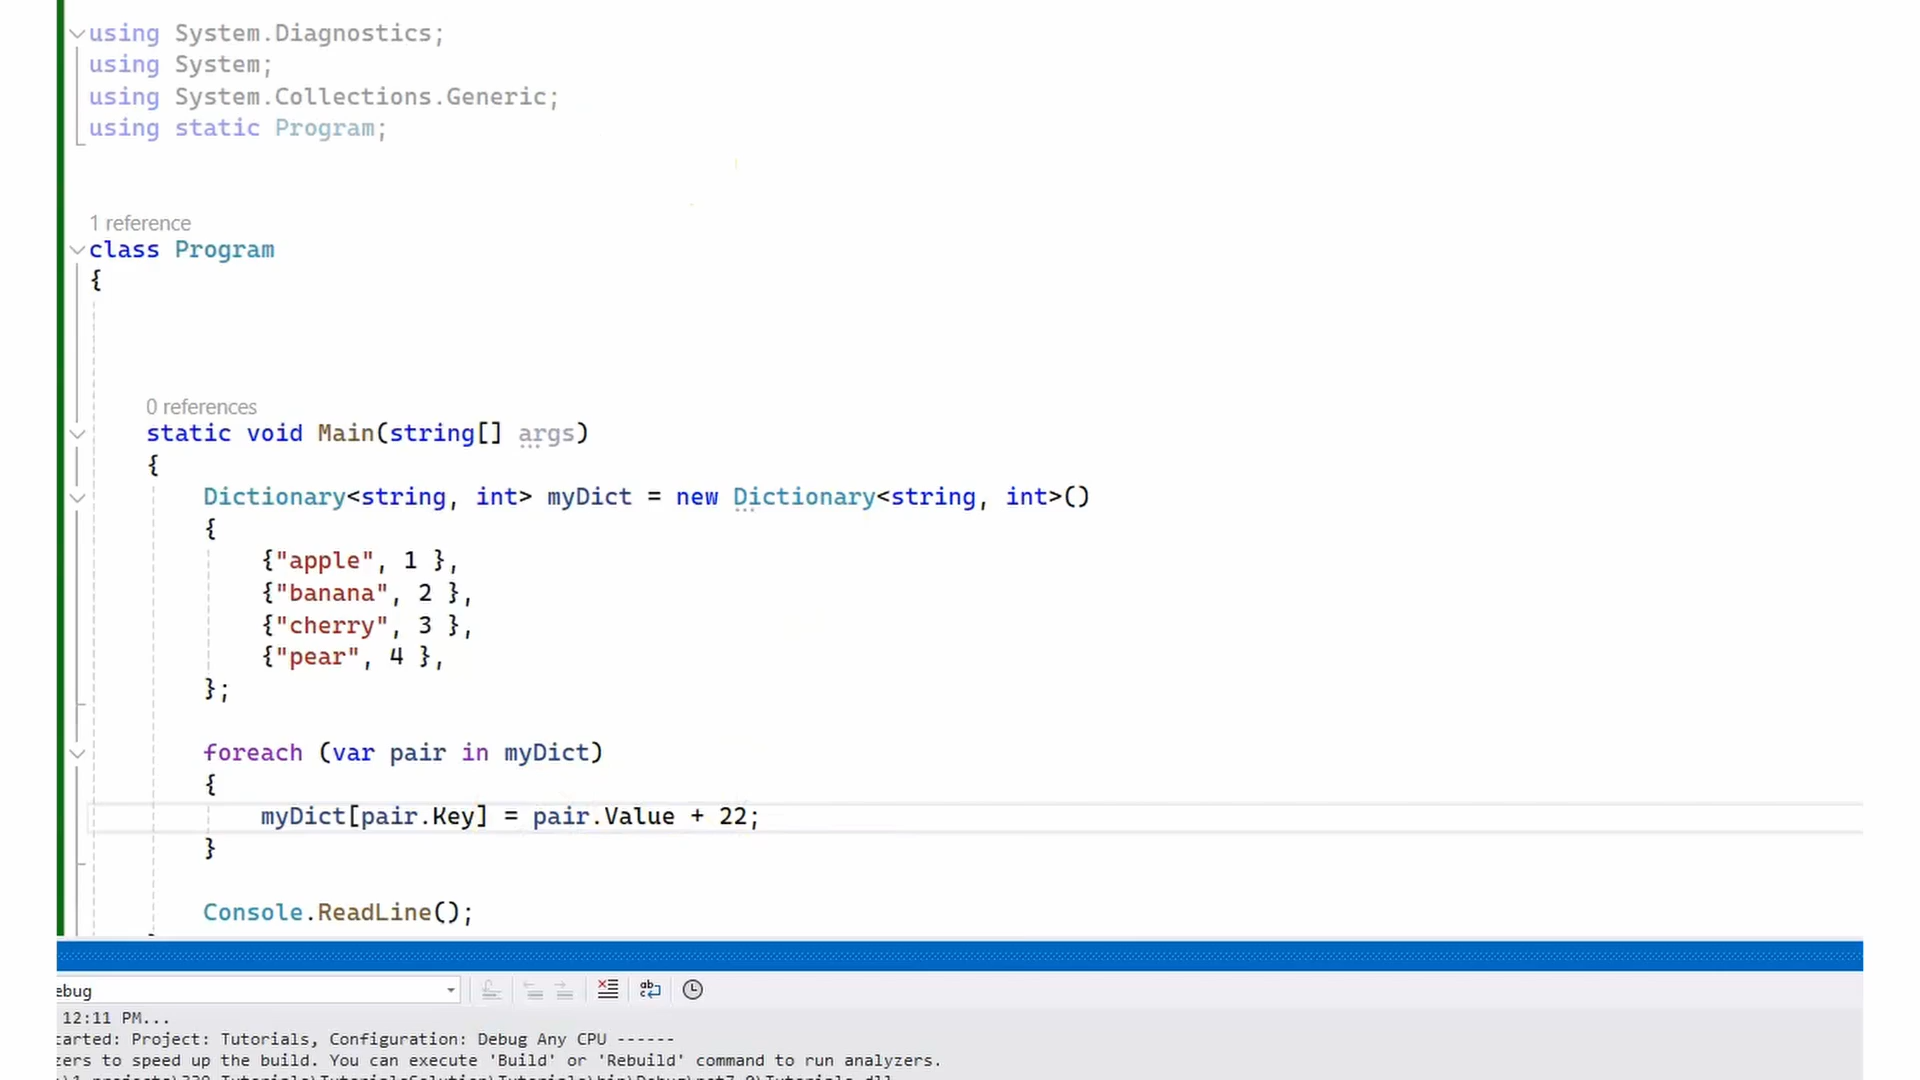 using System.Diagnostics;
using System;
using System.Collections.Generic;
using static Program;
1 reference
class Program
{
0 references
static void Main(string[] args)
{
Dictionary<string, int> myDict = new Dictionary<string, int>()
{
{"apple", 1 },
{"banana", 2 },
{"cherry", 3 },
{"pear", 4 },
};
foreach (var pair in myDict)
{
myDict[pair.Key] = pair.Value + 22;
}
Console.ReadLine();
ebug
12:11 PM...
tarted: Project: Tutorials, Configuration: Debug Any CPU ------
zers to speed up the build. You can execute 'Build' or 'Rebuild' command to run analyzers.